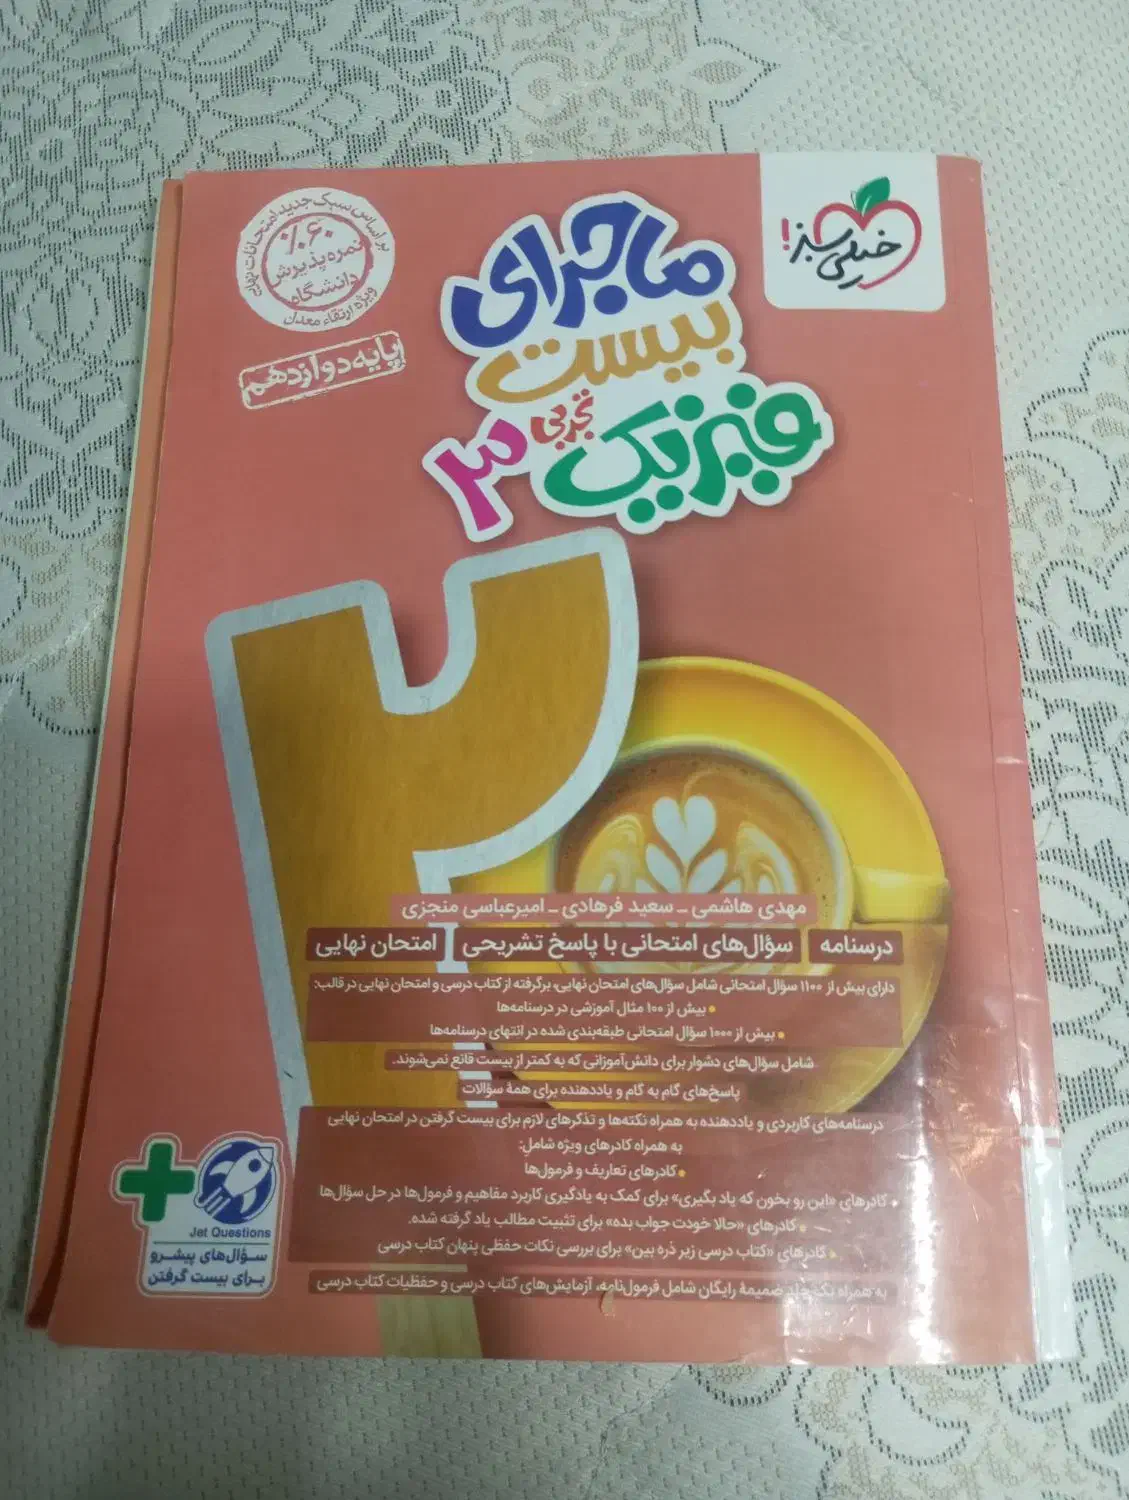 خیلی سبز!
ماجرای
بیست
فیزیک ۳
تجربی
براساس سبک جدید امتحانات نهایی
۶۰٪
نمره پذیرش
دانشگاه
ویژه ارتقاء معدل
پایه دوازدهم
۲۰
مهدی هاشمی - سعید فرهادی - امیرعباسی منجزی
درسنامه | سؤال‌های امتحانی با پاسخ تشریحی | امتحان نهایی
دارای بیش از ۱۱۰۰ سؤال امتحانی شامل سؤال‌های امتحان نهایی، برگرفته از کتاب درسی و امتحان نهایی در قالب:
• بیش از ۱۰۰ مثال آموزشی در درسنامه‌ها
• بیش از ۱۰۰۰ سؤال امتحانی طبقه‌بندی شده در انتهای درسنامه‌ها
شامل سؤال‌های دشوار برای دانش‌آموزانی که به کمتر از بیست قانع نمی‌شوند.
پاسخ‌های گام به گام و یاددهنده برای همهٔ سؤالات
درسنامه‌های کاربردی و یاددهنده به همراه نکته‌ها و تذکرهای لازم برای بیست گرفتن در امتحان نهایی
به همراه کادرهای ویژه شامل:
• کادرهای تعاریف و فرمول‌ها
• کادرهای «این رو بخون که یاد بگیری» برای کمک به یادگیری کاربرد مفاهیم و فرمول‌ها در حل سؤال‌ها
• کادرهای «حالا خودت جواب بده» برای تثبیت مطالب یاد گرفته شده.
• کادرهای «کتاب درسی زیر ذره بین» برای بررسی نکات حفظی پنهان کتاب درسی
به همراه یک جلد ضمیمهٔ رایگان شامل فرمول‌نامه، آزمایش‌های کتاب درسی و حفظیات کتاب درسی
Jet Questions
سؤال‌های پیشرو
برای بیست گرفتن